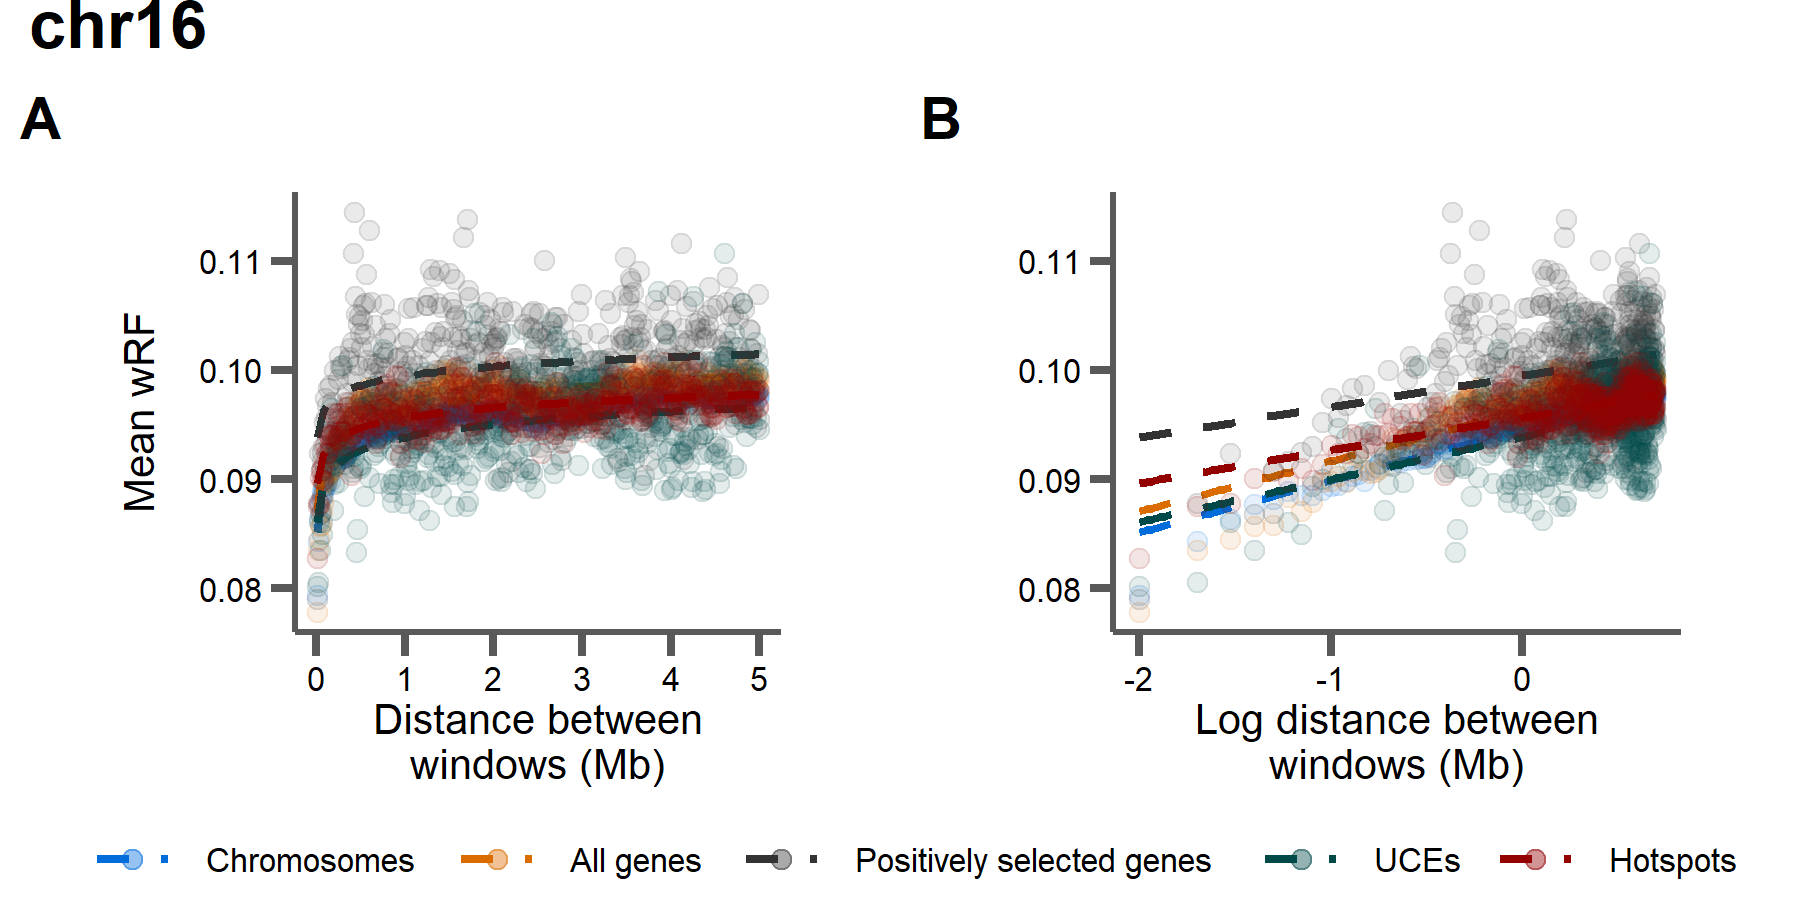 chr16
A
B
Mean wRF
0.11
0.10
0.09
0.08
0 1 2 3 4 5
Distance between
windows (Mb)
0.11
0.10
0.09
0.08
-2 -1 0
Log distance between
windows (Mb)
Chromosomes All genes Positively selected genes UCEs Hotspots